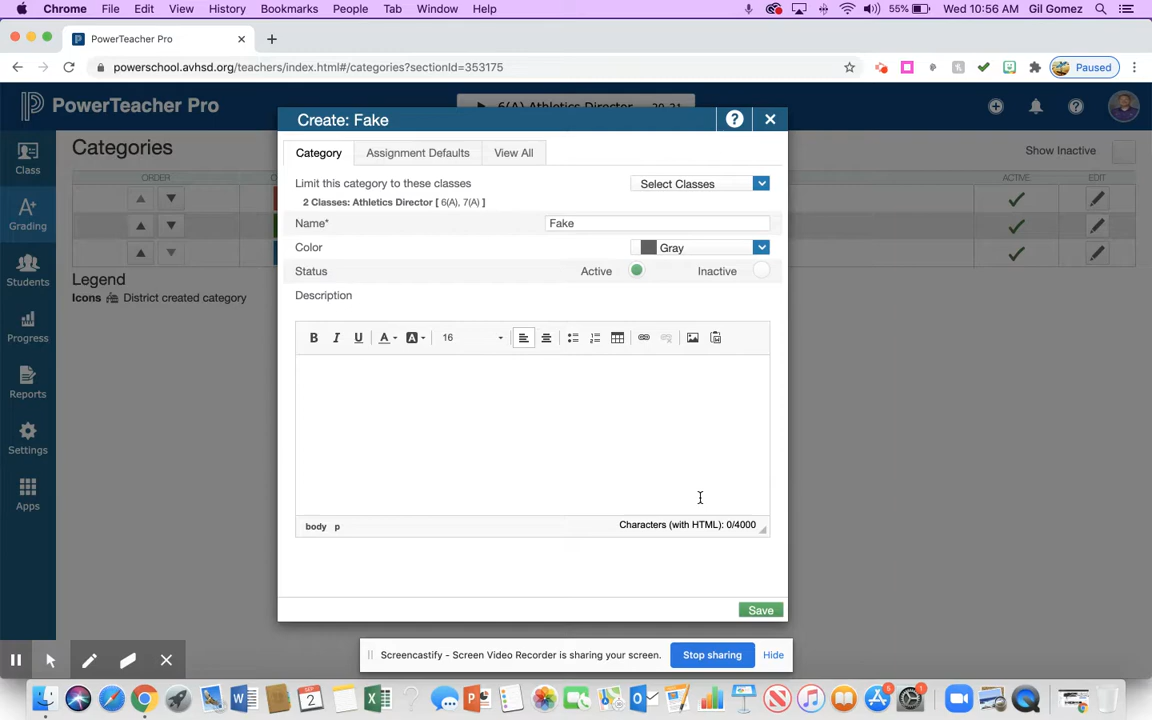 Chrome File Edit View History Bookmarks People Tab Window Help 55% Wed 10:56 AM Gil Gomez
PowerTeacher Pro
powerschool.avhsd.org/teachers/index.html#/categories?sectionId=353175 Paused
PowerTeacher Pro 6(A) Athletics Director 20-21
Create: Fake
Class
Categories
Show Inactive
Category Assignment Defaults View All
ORDER ACTIVE EDIT
Limit this category to these classes Select Classes
2 Classes: Athletics Director [ 6(A), 7(A) ]
Grading
Name* Fake
Color Gray
Status Active Inactive
Students
Legend
Icons District created category
Description
Progress
B I U A A 16
Reports
Settings
Apps
body p Characters (with HTML): 0/4000
Save
Screencastify - Screen Video Recorder is sharing your screen. Stop sharing Hide